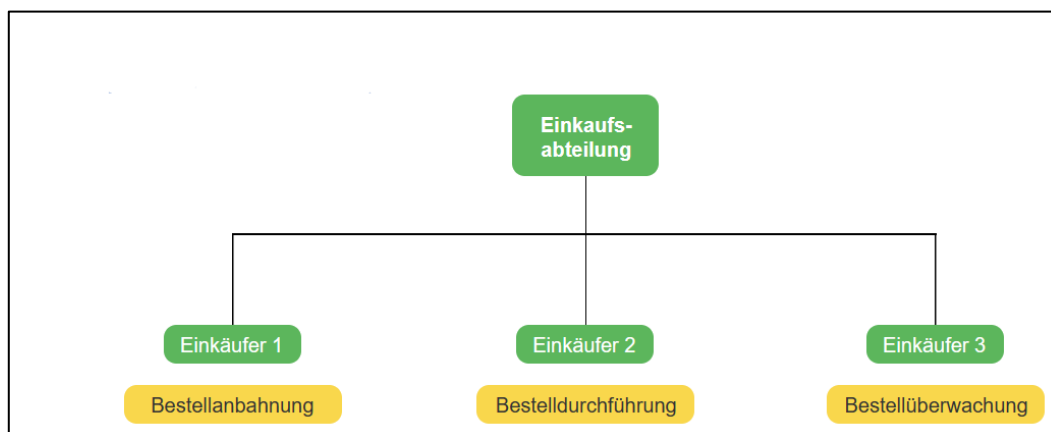 Einkaufs-
abteilung
Einkäufer 1
Einkäufer 2
Einkäufer 3
Bestellanbahnung
Bestelldurchführung
Bestellüberwachung